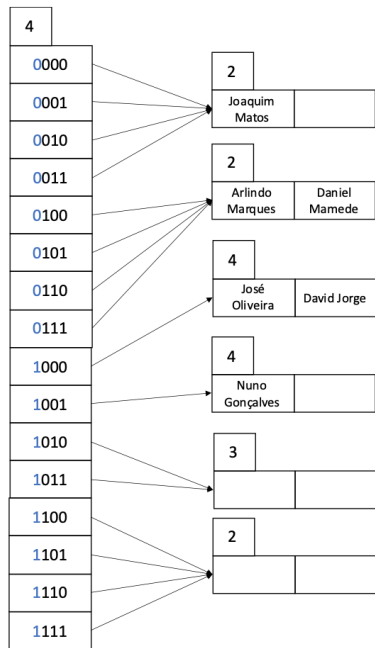 4
0000
0001
0010
0011
0100
0101
0110
0111
1000
1001
1010
1011
1100
1101
1110
1111
2
Joaquim
Matos
2
Arlindo
Marques
Daniel
Mamede
4
José
Oliveira
David Jorge
4
Nuno
Gonçalves
3
2